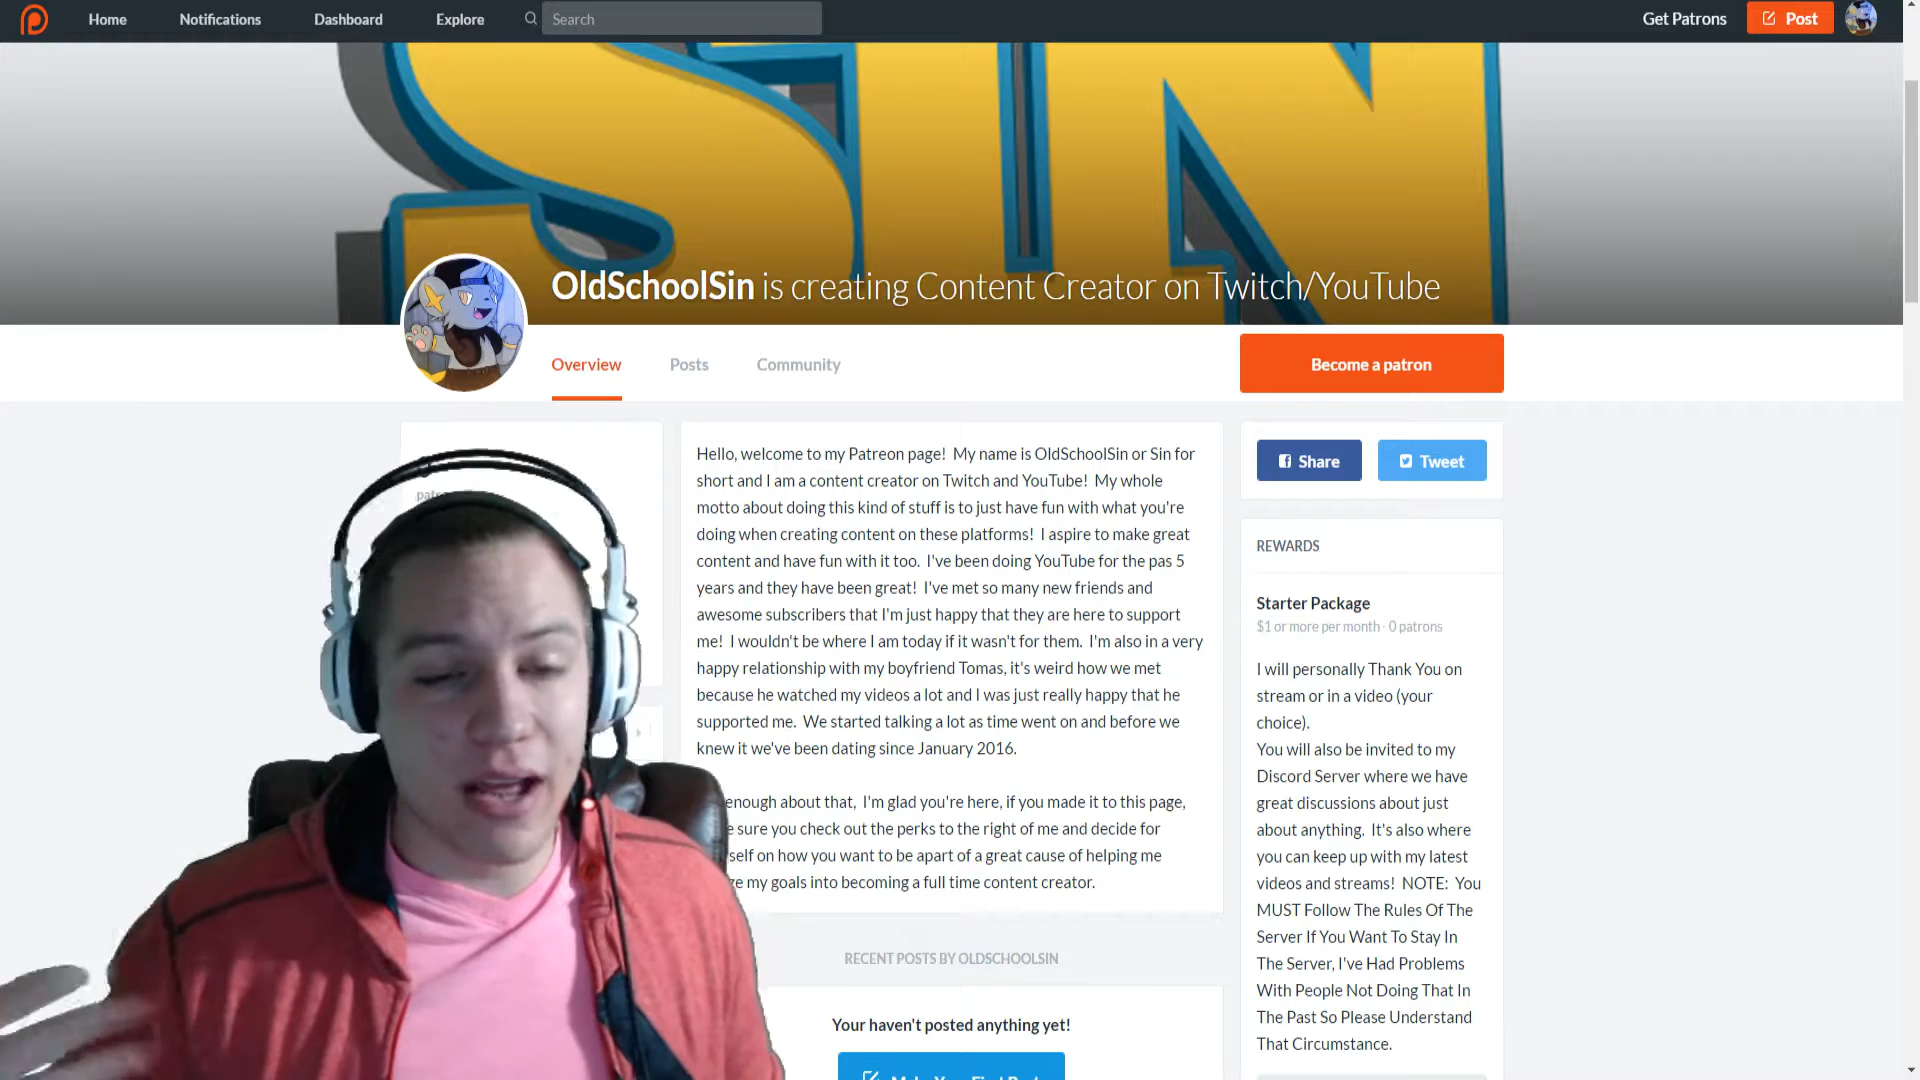 Home
Notifications
Dashboard
Explore
Search
Get Patrons
Post
SIN
OldSchoolSin is creating Content Creator on Twitch/YouTube
Overview
Posts
Community
Become a patron
Hello, welcome to my Patreon page! My name is OldSchoolSin or Sin for
short and I am a content creator on Twitch and YouTube! My whole
motto about doing this kind of stuff is to just have fun with what you're
doing when creating content on these platforms! I aspire to make great
content and have fun with it too. I've been doing YouTube for the pas 5
years and they have been great! I've met so many new friends and
awesome subscribers that I'm just happy that they are here to support
me! I wouldn't be where I am today if it wasn't for them. I'm also in a very
happy relationship with my boyfriend Tomas, it's weird how we met
because he watched my videos a lot and I was just really happy that he
supported me. We started talking a lot as time went on and before we
knew it we've been dating since January 2016.
enough about that, I'm glad you're here, if you made it to this page,
sure you check out the perks to the right of me and decide for
on how you want to be apart of a great cause of helping me
my goals into becoming a full time content creator.
RECENT POSTS BY OLDSCHOOLSIN
Your haven't posted anything yet!
Share
Tweet
REWARDS
Starter Package
$1 or more per month · 0 patrons
I will personally Thank You on
stream or in a video (your
choice).
You will also be invited to my
Discord Server where we have
great discussions about just
about anything. It's also where
you can keep up with my latest
videos and streams! NOTE: You
MUST Follow The Rules Of The
Server If You Want To Stay In
The Server, I've Had Problems
With People Not Doing That In
The Past So Please Understand
That Circumstance.